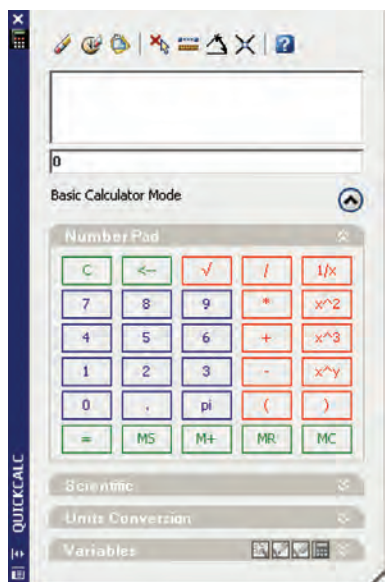 0
Basic Calculator Mode
Number Pad
C <-- √ / 1/x
7 8 9 * x^2
4 5 6 + x^3
1 2 3 - x^y
0 . pi ( )
= MS M+ MR MC
Scientific
Units Conversion
Variables
QUICKCALC